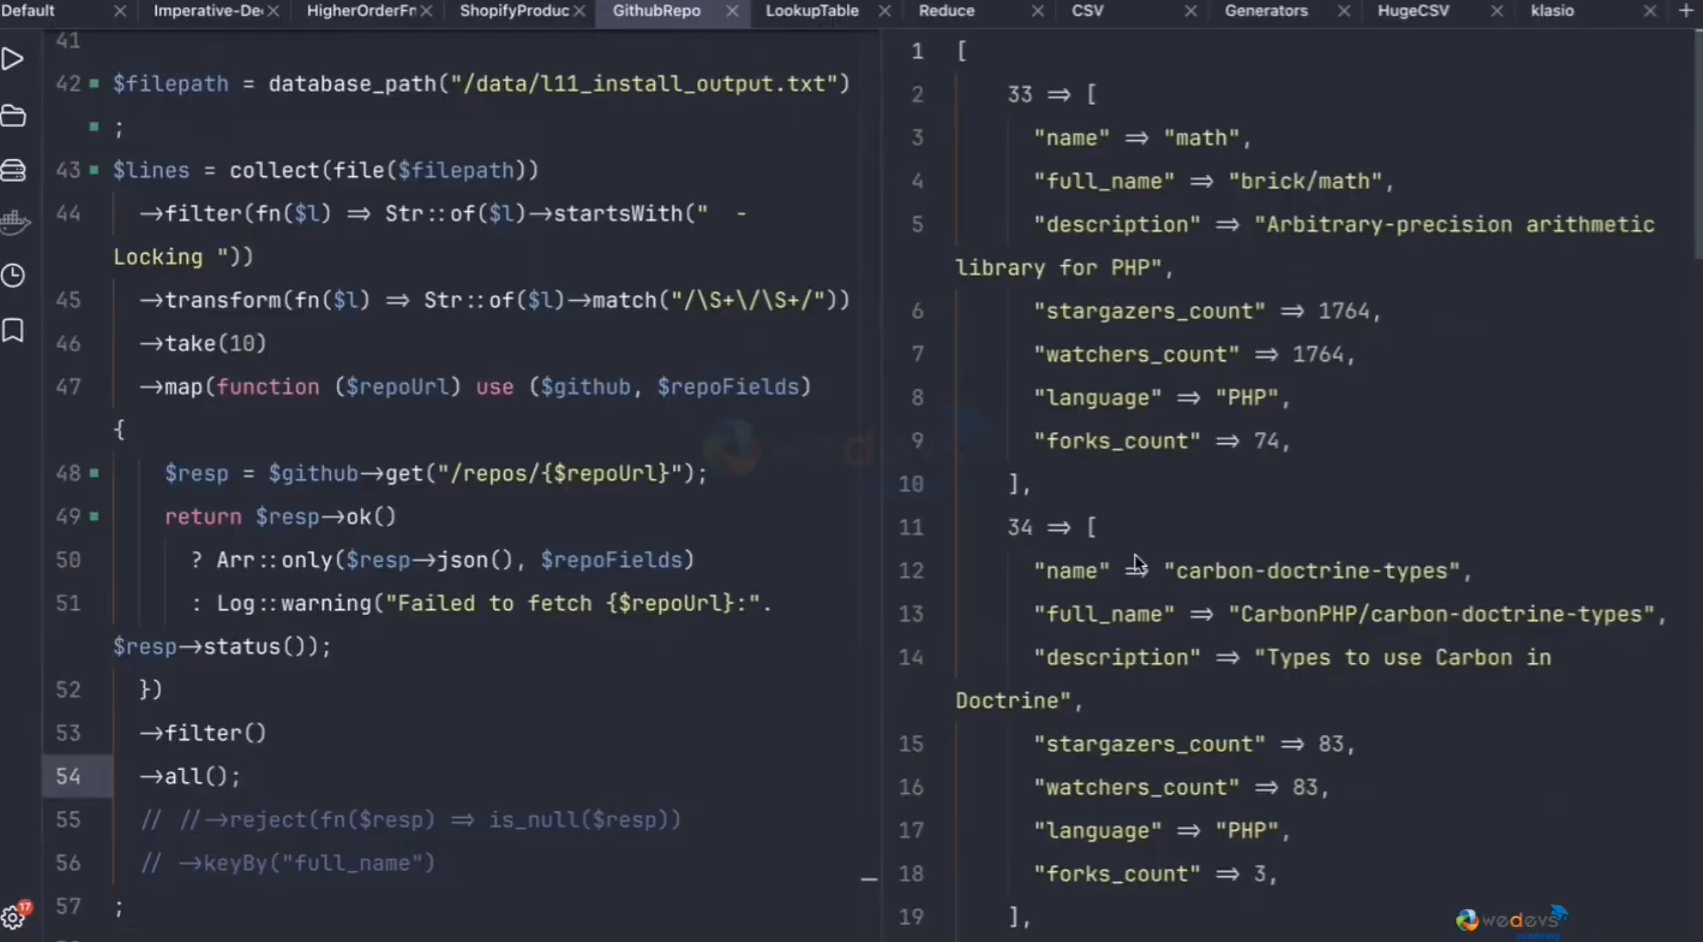 Default Imperative-De HigherOrderFr ShopifyProduc GithubRepo LookupTable Reduce CSV Generators HugeCSV klasio
41
42 $filepath = database_path("/data/l11_install_output.txt")
;
43 $lines = collect(file($filepath))
44 ->filter(fn($l) => Str::of($l)->startsWith("  -
Locking "))
45 ->transform(fn($l) => Str::of($l)->match("/\S+\/\S+/"))
46 ->take(10)
47 ->map(function ($repoUrl) use ($github, $repoFields)
{
48 $resp = $github->get("/repos/{$repoUrl}");
49 return $resp->ok()
50 ? Arr::only($resp->json(), $repoFields)
51 : Log::warning("Failed to fetch {$repoUrl}:".
$resp->status());
52 })
53 ->filter()
54 ->all();
55 // //->reject(fn($resp) => is_null($resp))
56 // ->keyBy("full_name")
57 ;
17
1 [
2 33 => [
3 "name" => "math",
4 "full_name" => "brick/math",
5 "description" => "Arbitrary-precision arithmetic
library for PHP",
6 "stargazers_count" => 1764,
7 "watchers_count" => 1764,
8 "language" => "PHP",
9 "forks_count" => 74,
10 ],
11 34 => [
12 "name" => "carbon-doctrine-types",
13 "full_name" => "CarbonPHP/carbon-doctrine-types",
14 "description" => "Types to use Carbon in
Doctrine",
15 "stargazers_count" => 83,
16 "watchers_count" => 83,
17 "language" => "PHP",
18 "forks_count" => 3,
19 ],
wedevs
wedevs
academy